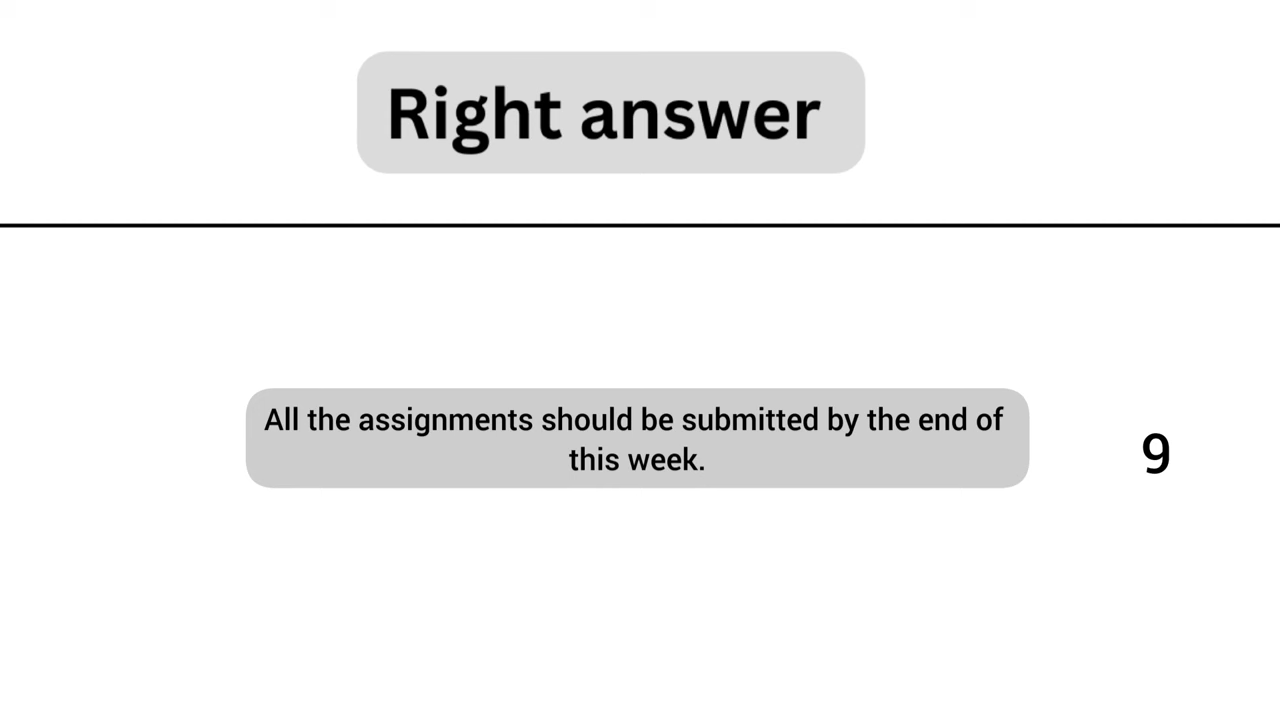 Right answer
All the assignments should be submitted by the end of
this week.
9